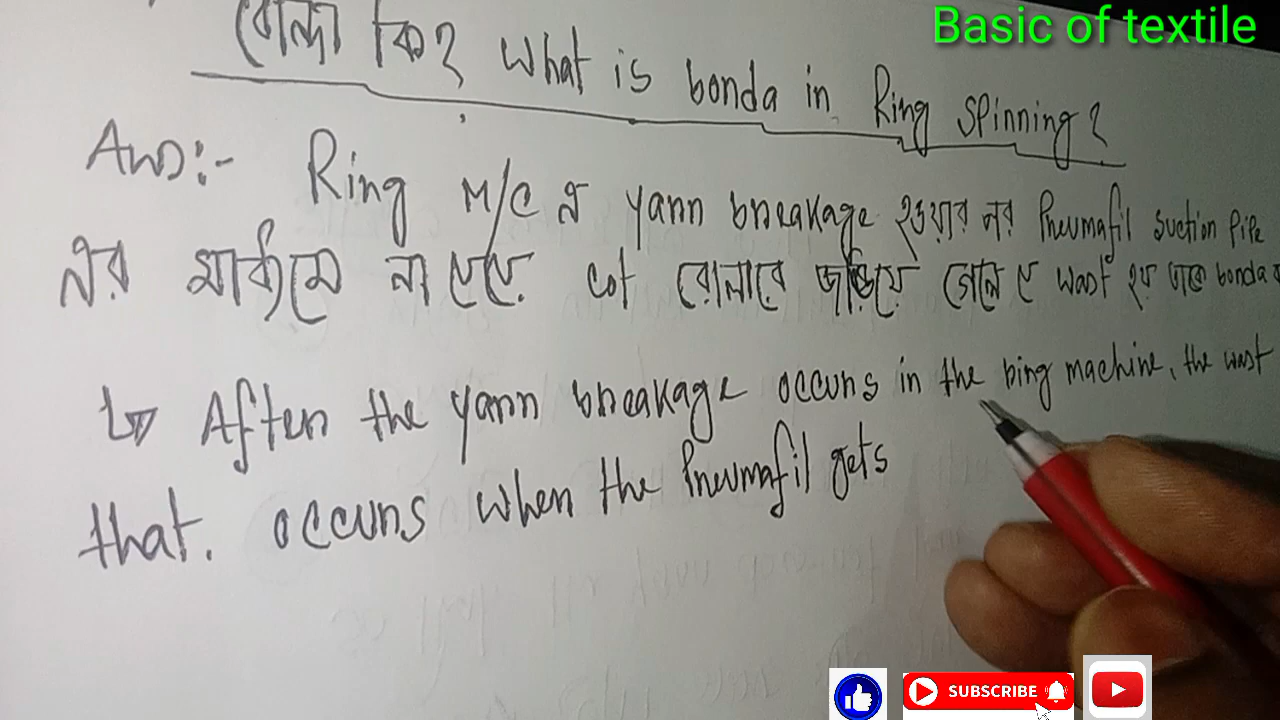 Basic of textile
বোন্দা কি? What is bonda in Ring Spinning?
Ans:- Ring M/C এ yarn breakage হওয়ার পর Pneumafil suction Pipe
এর মাধ্যমে না যেয়ে cot রোলারে জড়িয়ে গেলে যে wast হয় তাকে bonda
↳ After the yarn breakage occurs in the ring machine, the wast
that. occurs when the Pneumafil gets
SUBSCRIBE